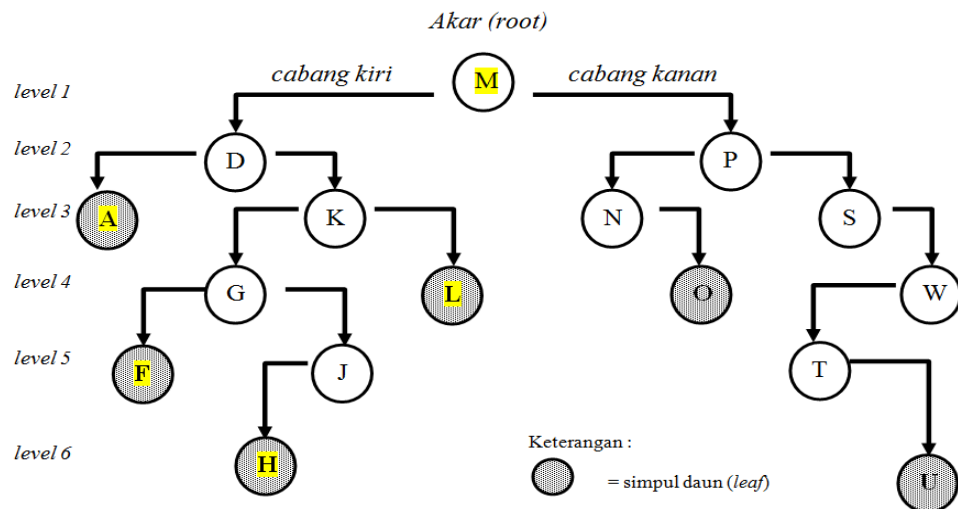 Akar (root)
cabang kiri M cabang kanan
level 1
level 2 D P
level 3 A K N S
level 4 G L O W
level 5 F J T
Keterangan :
level 6 H U
= simpul daun (leaf)